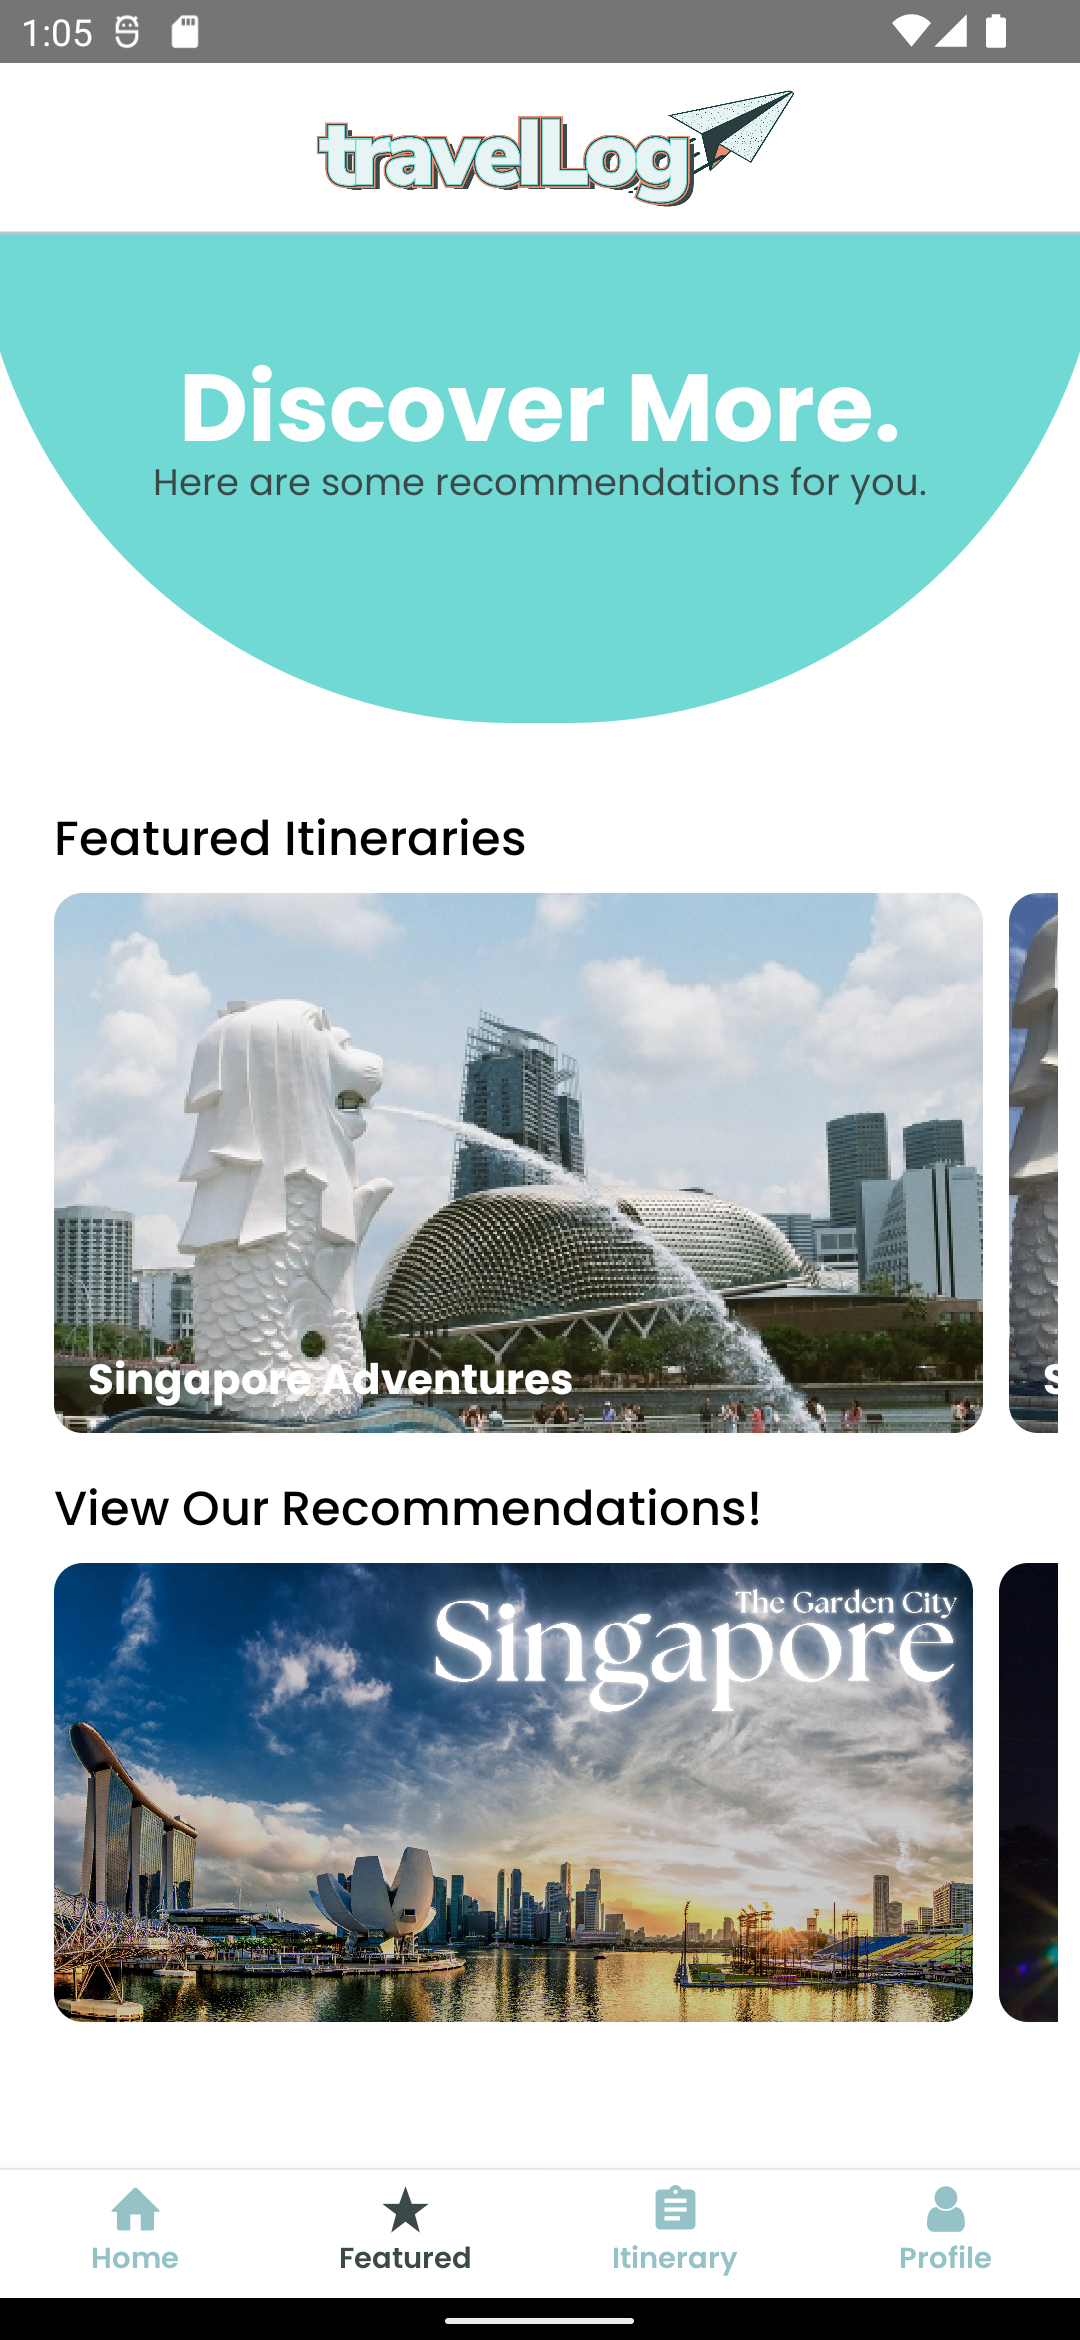 1:05
travelLog
Discover More.
Here are some recommendations for you.
Featured Itineraries
Singapore Adventures
S
View Our Recommendations!
The Garden City
Singapore
Home
Featured
Itinerary
Profile